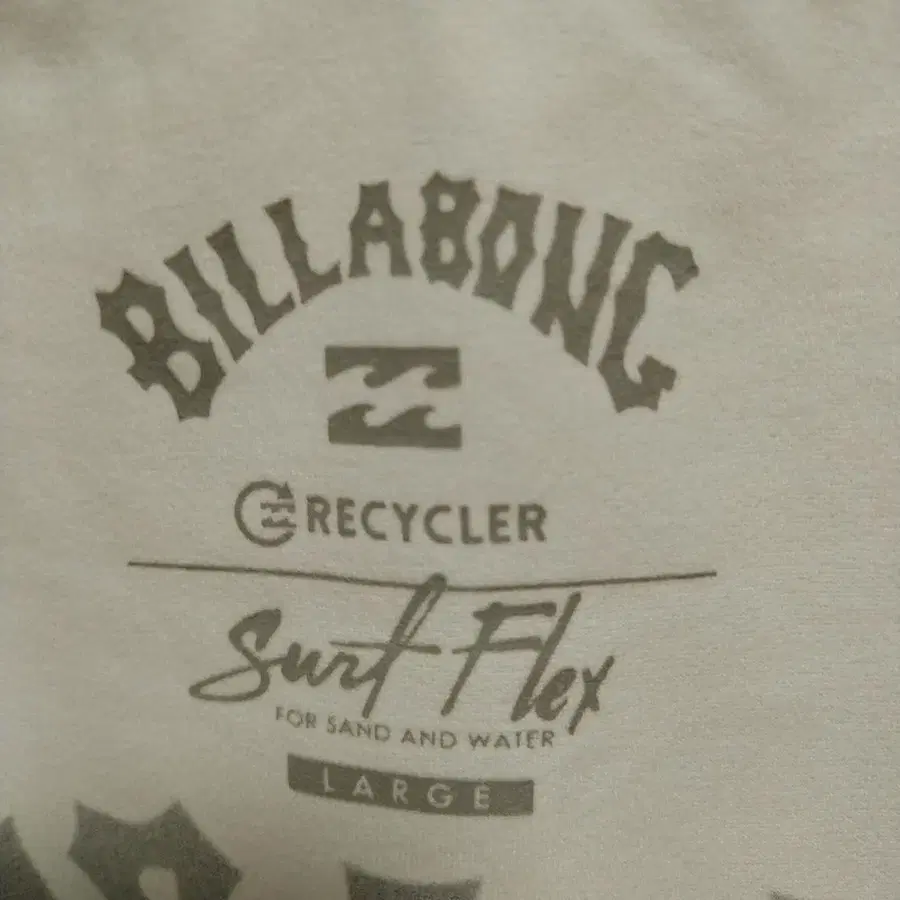 BILLABONG
RECYCLER
Surf Flex
FOR SAND AND WATER
LARGE